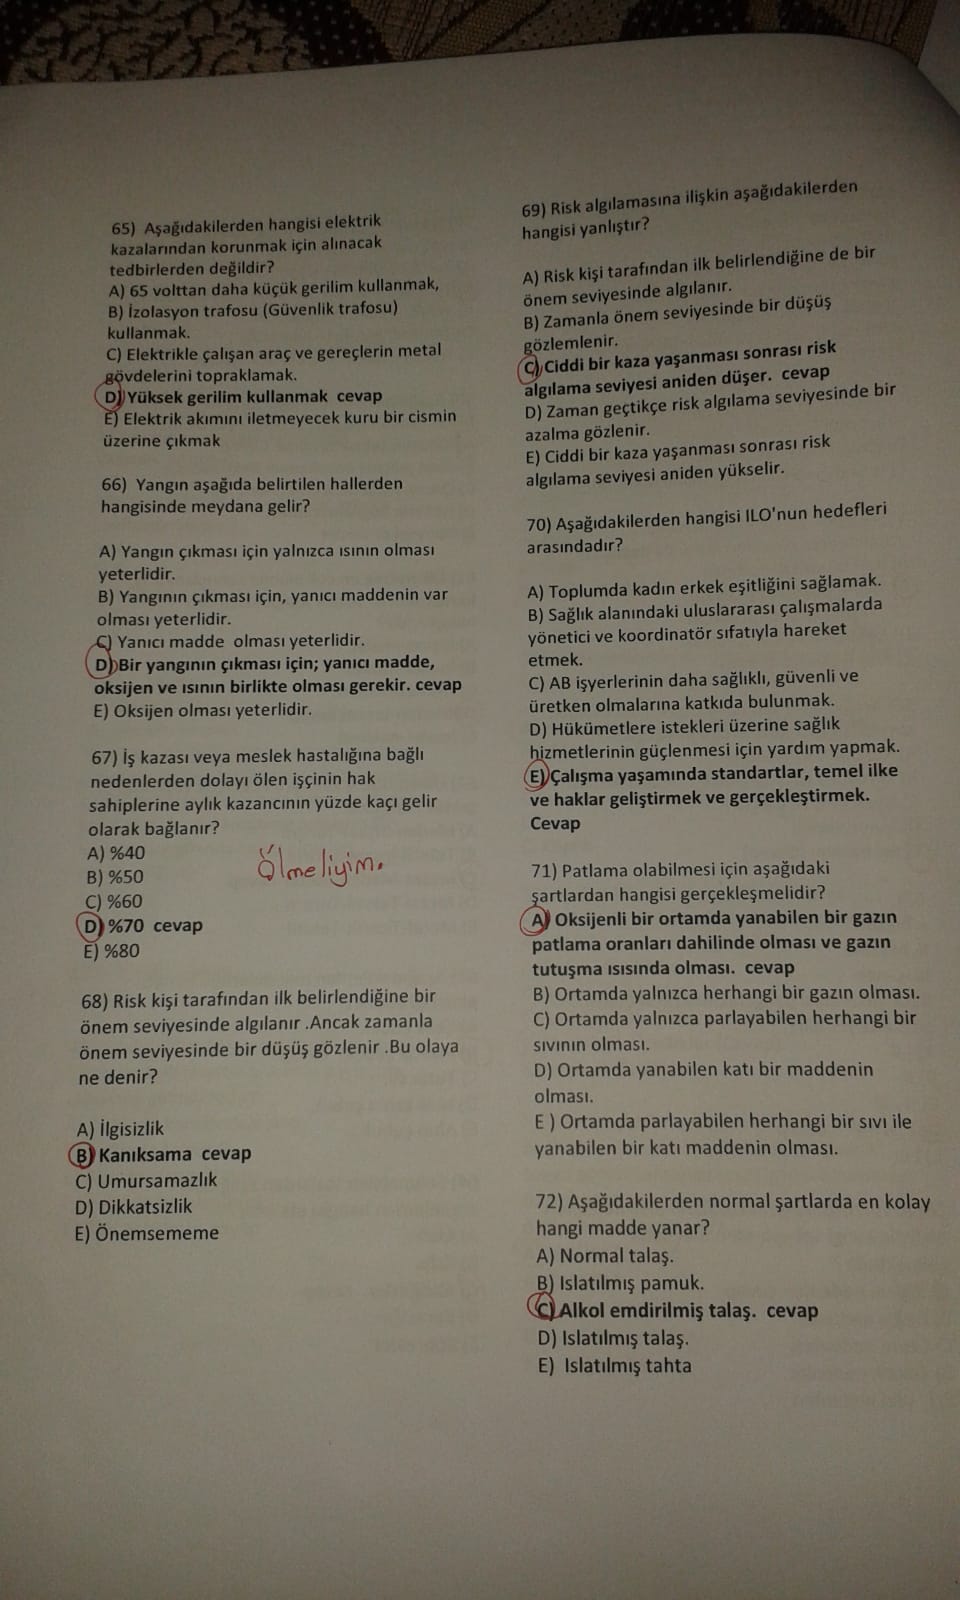 65) Aşağıdakilerden hangisi elektrik
kazalarından korunmak için alınacak
tedbirlerden değildir?
A) 65 volttan daha küçük gerilim kullanmak,
B) İzolasyon trafosu (Güvenlik trafosu)
kullanmak.
C) Elektrikle çalışan araç ve gereçlerin metal
gövdelerini topraklamak.
D) Yüksek gerilim kullanmak cevap
E) Elektrik akımını iletmeyecek kuru bir cismin
üzerine çıkmak
66) Yangın aşağıda belirtilen hallerden
hangisinde meydana gelir?
A) Yangın çıkması için yalnızca ısının olması
yeterlidir.
B) Yangının çıkması için, yanıcı maddenin var
olması yeterlidir.
C) Yanıcı madde olması yeterlidir.
D) Bir yangının çıkması için; yanıcı madde,
oksijen ve ısının birlikte olması gerekir. cevap
E) Oksijen olması yeterlidir.
67) İş kazası veya meslek hastalığına bağlı
nedenlerden dolayı ölen işçinin hak
sahiplerine aylık kazancının yüzde kaçı gelir
olarak bağlanır?
A) %40
B) %50
C) %60
D) %70 cevap
E) %80
Ölmeliyim.
68) Risk kişi tarafından ilk belirlendiğine bir
önem seviyesinde algılanır .Ancak zamanla
önem seviyesinde bir düşüş gözlenir .Bu olaya
ne denir?
A) İlgisizlik
B) Kanıksama cevap
C) Umursamazlık
D) Dikkatsizlik
E) Önemsememe
69) Risk algılamasına ilişkin aşağıdakilerden
hangisi yanlıştır?
A) Risk kişi tarafından ilk belirlendiğine de bir
önem seviyesinde algılanır.
B) Zamanla önem seviyesinde bir düşüş
gözlemlenir.
C) Ciddi bir kaza yaşanması sonrası risk
algılama seviyesi aniden düşer. cevap
D) Zaman geçtikçe risk algılama seviyesinde bir
azalma gözlenir.
E) Ciddi bir kaza yaşanması sonrası risk
algılama seviyesi aniden yükselir.
70) Aşağıdakilerden hangisi ILO'nun hedefleri
arasındadır?
A) Toplumda kadın erkek eşitliğini sağlamak.
B) Sağlık alanındaki uluslararası çalışmalarda
yönetici ve koordinatör sıfatıyla hareket
etmek.
C) AB işyerlerinin daha sağlıklı, güvenli ve
üretken olmalarına katkıda bulunmak.
D) Hükümetlere istekleri üzerine sağlık
hizmetlerinin güçlenmesi için yardım yapmak.
E) Çalışma yaşamında standartlar, temel ilke
ve haklar geliştirmek ve gerçekleştirmek.
Cevap
71) Patlama olabilmesi için aşağıdaki
şartlardan hangisi gerçekleşmelidir?
A) Oksijenli bir ortamda yanabilen bir gazın
patlama oranları dahilinde olması ve gazın
tutuşma ısısında olması. cevap
B) Ortamda yalnızca herhangi bir gazın olması.
C) Ortamda yalnızca parlayabilen herhangi bir
sıvının olması.
D) Ortamda yanabilen katı bir maddenin
olması.
E ) Ortamda parlayabilen herhangi bir sıvı ile
yanabilen bir katı maddenin olması.
72) Aşağıdakilerden normal şartlarda en kolay
hangi madde yanar?
A) Normal talaş.
B) Islatılmış pamuk.
C) Alkol emdirilmiş talaş. cevap
D) Islatılmış talaş.
E) Islatılmış tahta